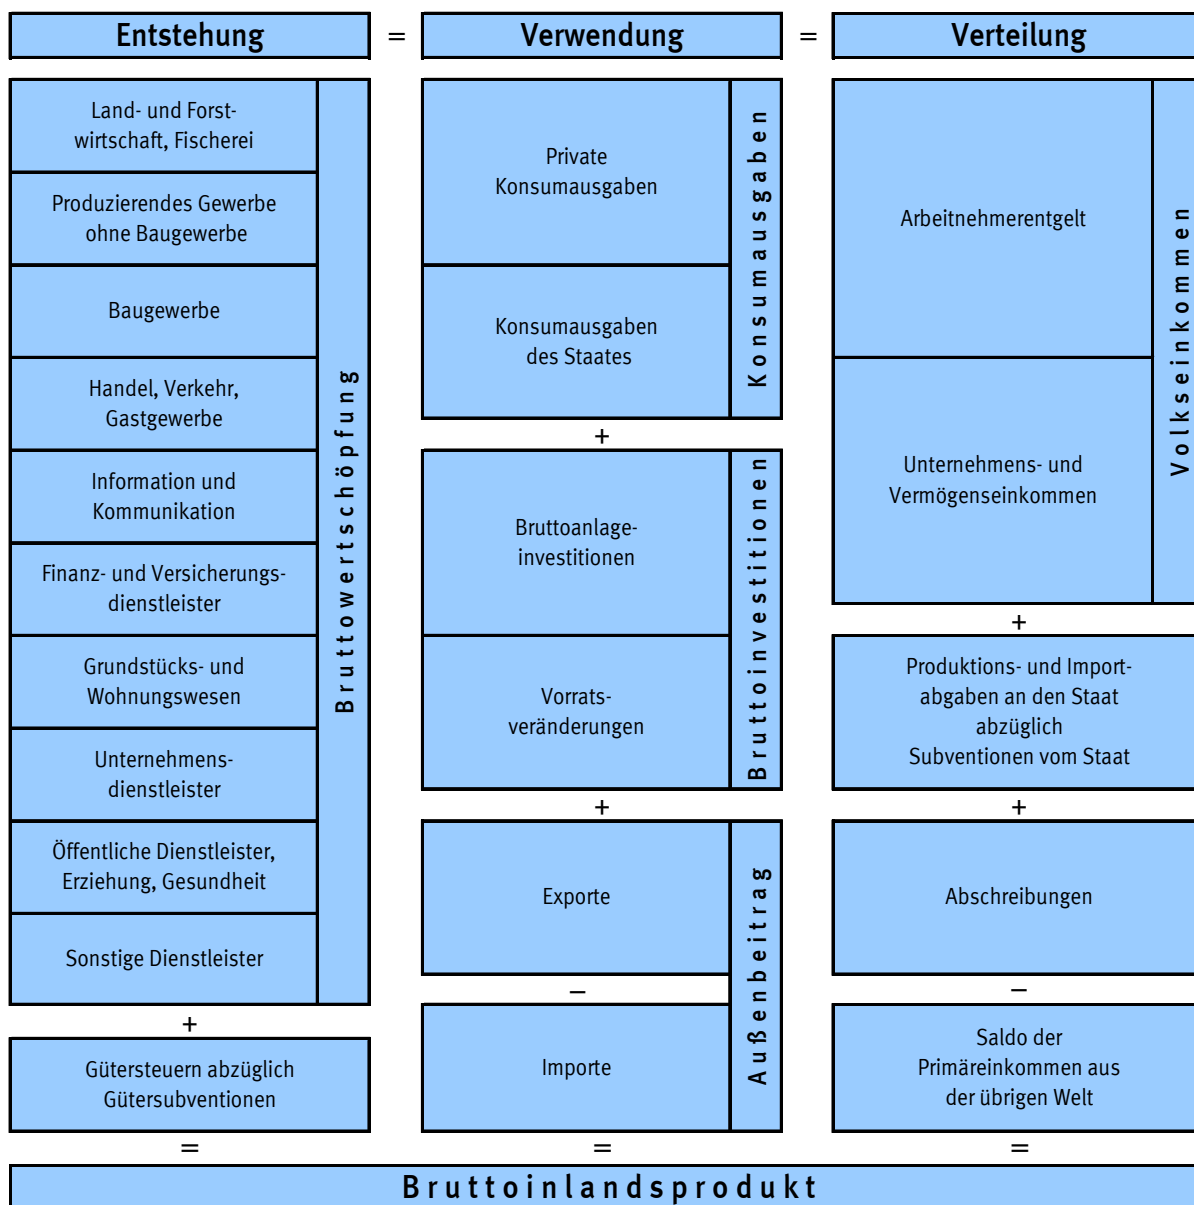 Entstehung = Verwendung = Verteilung
Land- und Forst-
wirtschaft, Fischerei
Produzierendes Gewerbe
ohne Baugewerbe
Baugewerbe
Handel, Verkehr,
Gastgewerbe
Information und
Kommunikation
Finanz- und Versicherungs-
dienstleister
Grundstücks- und
Wohnungswesen
Unternehmens-
dienstleister
Öffentliche Dienstleister,
Erziehung, Gesundheit
Sonstige Dienstleister
Bruttowertschöpfung
+
Gütersteuern abzüglich
Gütersubventionen
=
Private
Konsumausgaben
Konsumausgaben
des Staates
Konsumausgaben
+
Bruttoanlage-
investitionen
Vorrats-
veränderungen
Bruttoinvestitionen
+
Exporte
–
Importe
Außenbeitrag
=
Arbeitnehmerentgelt
Unternehmens- und
Vermögenseinkommen
Volkseinkommen
+
Produktions- und Import-
abgaben an den Staat
abzüglich
Subventionen vom Staat
+
Abschreibungen
–
Saldo der
Primäreinkommen aus
der übrigen Welt
=
Bruttoinlandsprodukt